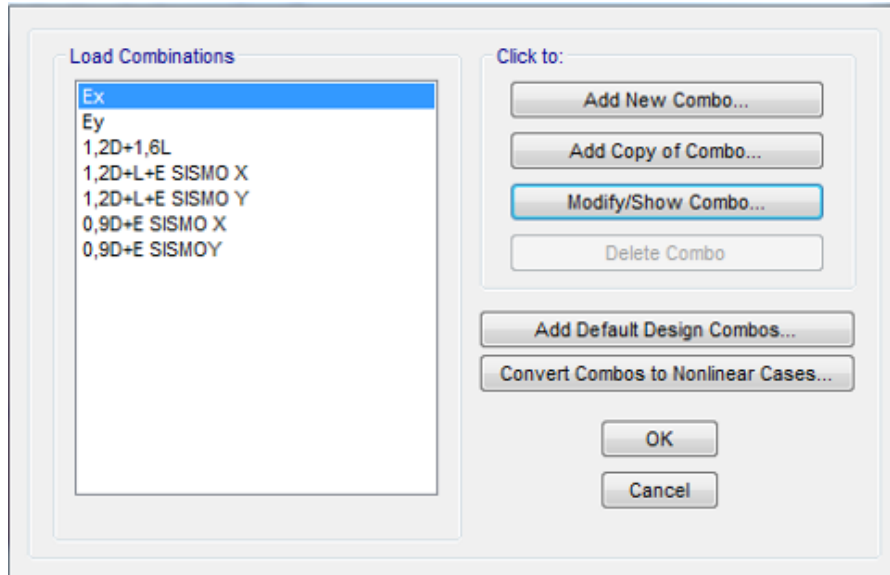 Load Combinations
Ex
Ey
1,2D+1,6L
1,2D+L+E SISMO X
1,2D+L+E SISMO Y
0,9D+E SISMO X
0,9D+E SISMOY
Click to:
Add New Combo...
Add Copy of Combo...
Modify/Show Combo...
Delete Combo
Add Default Design Combos...
Convert Combos to Nonlinear Cases...
OK
Cancel